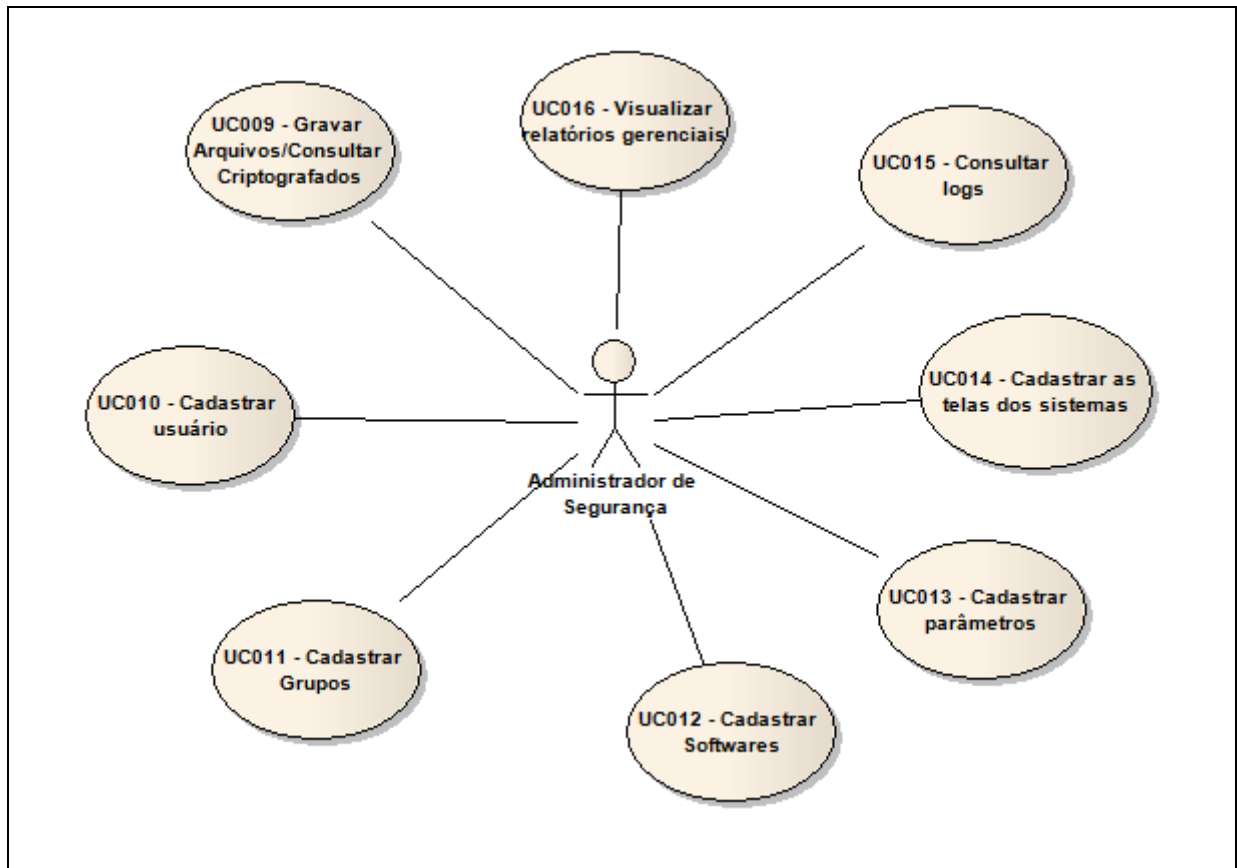 UC016 - Visualizar
relatórios gerenciais
UC009 - Gravar
Arquivos/Consultar
Criptografados
UC015 - Consultar
logs
UC014 - Cadastrar as
telas dos sistemas
UC010 - Cadastrar
usuário
Administrador de
Segurança
UC013 - Cadastrar
parâmetros
UC011 - Cadastrar
Grupos
UC012 - Cadastrar
Softwares